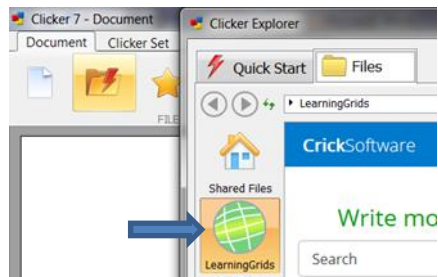 Clicker 7 - Document
Document Clicker Set
FILE
Clicker Explo
Quick Start Files
LearningGrids
CrickSoftware
Shared Files
Write mo
Search
LearningGrids